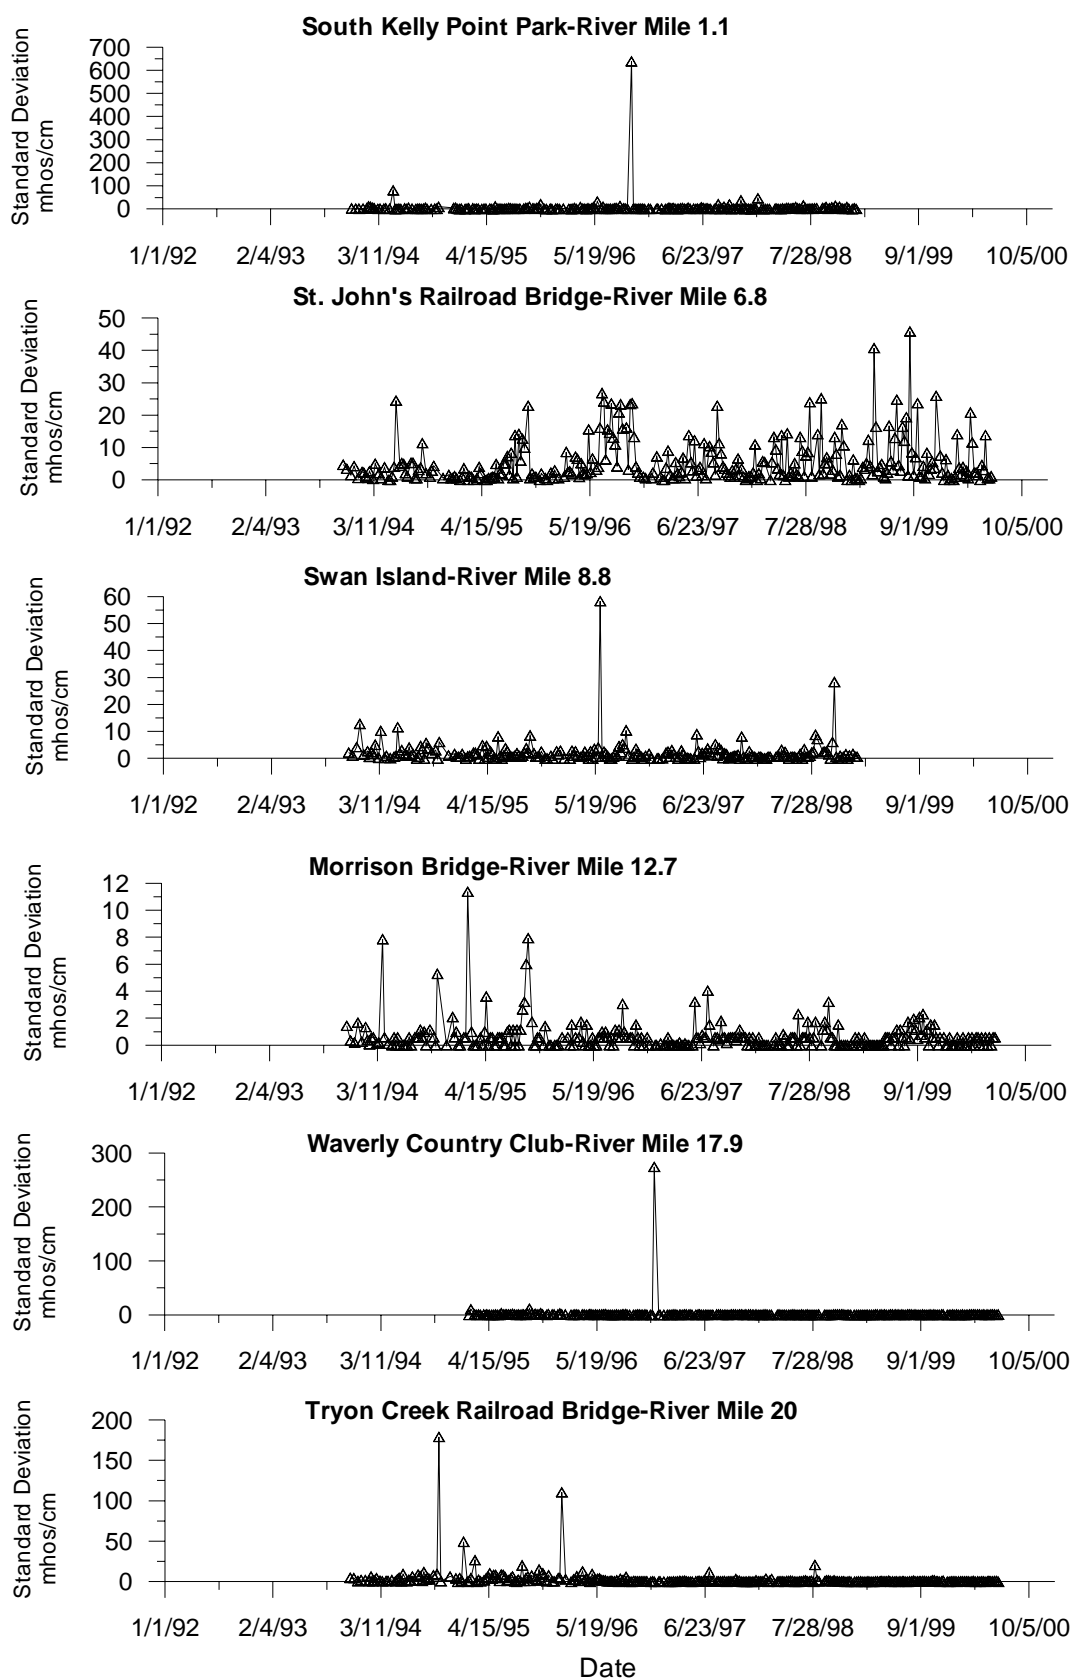 South Kelly Point Park-River Mile 1.1
Standard Deviation
mhos/cm
700
600
500
400
300
200
100
0
1/1/92 2/4/93 3/11/94 4/15/95 5/19/96 6/23/97 7/28/98 9/1/99 10/5/00
St. John's Railroad Bridge-River Mile 6.8
Standard Deviation
mhos/cm
50
40
30
20
10
0
1/1/92 2/4/93 3/11/94 4/15/95 5/19/96 6/23/97 7/28/98 9/1/99 10/5/00
Swan Island-River Mile 8.8
Standard Deviation
mhos/cm
60
50
40
30
20
10
0
1/1/92 2/4/93 3/11/94 4/15/95 5/19/96 6/23/97 7/28/98 9/1/99 10/5/00
Morrison Bridge-River Mile 12.7
Standard Deviation
mhos/cm
12
10
8
6
4
2
0
1/1/92 2/4/93 3/11/94 4/15/95 5/19/96 6/23/97 7/28/98 9/1/99 10/5/00
Waverly Country Club-River Mile 17.9
Standard Deviation
mhos/cm
300
200
100
0
1/1/92 2/4/93 3/11/94 4/15/95 5/19/96 6/23/97 7/28/98 9/1/99 10/5/00
Tryon Creek Railroad Bridge-River Mile 20
Standard Deviation
mhos/cm
200
150
100
50
0
1/1/92 2/4/93 3/11/94 4/15/95 5/19/96 6/23/97 7/28/98 9/1/99 10/5/00
Date